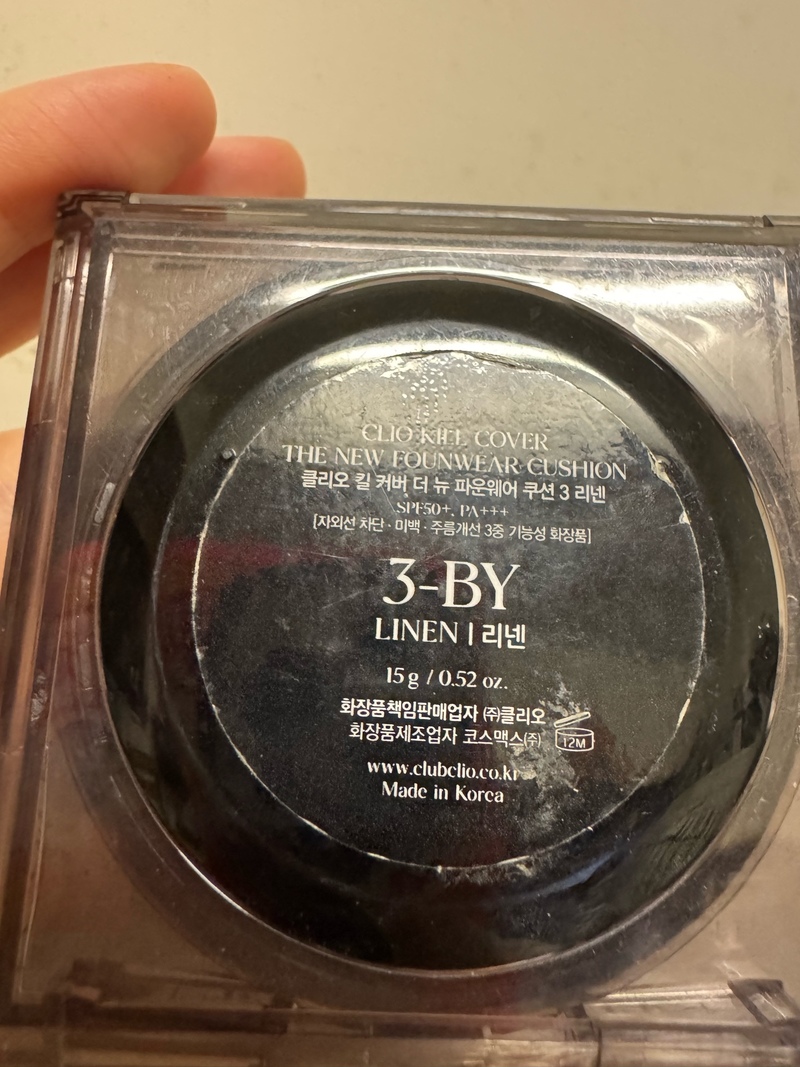 CLIO KILL COVER
THE NEW FOUNWEAR CUSHION
클리오 킬 커버 더 뉴 파운웨어 쿠션 3 리넨
SPF50+, PA+++
[자외선 차단 · 미백 · 주름개선 3중 기능성 화장품]
3-BY
LINEN | 리넨
15 g / 0.52 oz.
화장품책임판매업자 ㈜클리오
화장품제조업자 코스맥스㈜
12M
www.clubclio.co.kr
Made in Korea